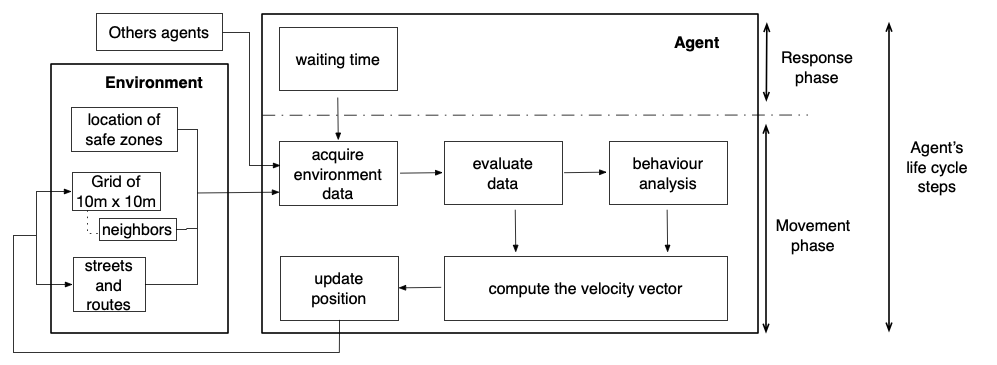 Others agents
Environment
location of
safe zones
Grid of
10m x 10m
neighbors
streets
and
routes
Agent
waiting time
acquire
environment
data
evaluate
data
behaviour
analysis
update
position
compute the velocity vector
Response
phase
Movement
phase
Agent's
life cycle
steps